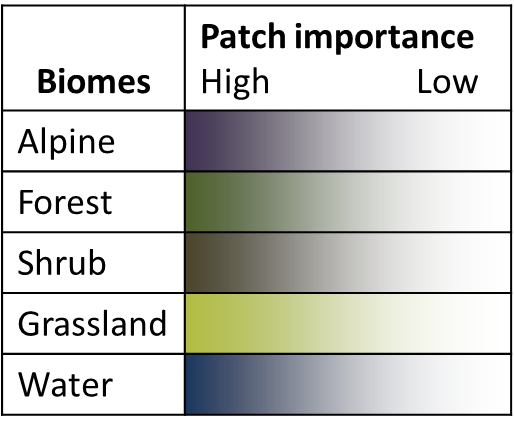 Patch importance
Biomes High Low
Alpine
Forest
Shrub
Grassland
Water